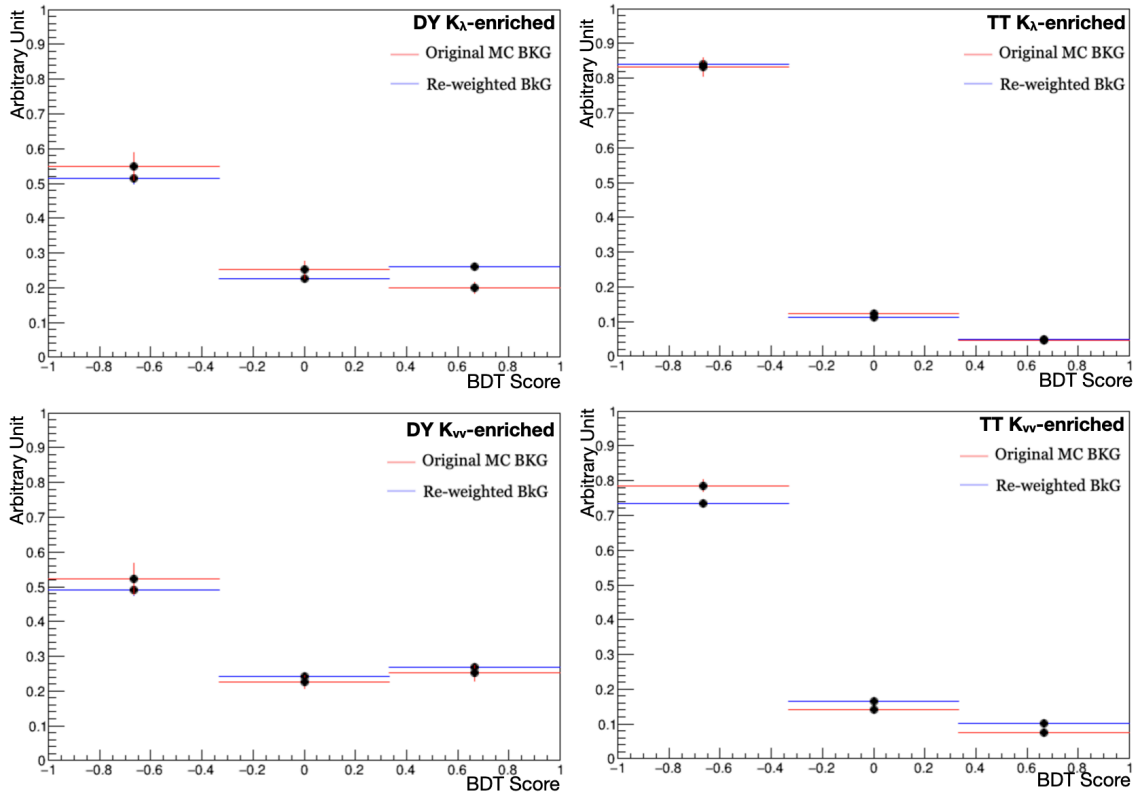 DY Kλ-enriched
Arbitrary Unit
Original MC BKG
Re-weighted BkG
1
0.9
0.8
0.7
0.6
0.5
0.4
0.3
0.2
0.1
0
−1 −0.8 −0.6 −0.4 −0.2 0 0.2 0.4 0.6 0.8 1
BDT Score
TT Kλ-enriched
Arbitrary Unit
Original MC BKG
Re-weighted BkG
1
0.9
0.8
0.7
0.6
0.5
0.4
0.3
0.2
0.1
0
−1 −0.8 −0.6 −0.4 −0.2 0 0.2 0.4 0.6 0.8 1
BDT Score
DY Kvv-enriched
Arbitrary Unit
Original MC BKG
Re-weighted BkG
1
0.9
0.8
0.7
0.6
0.5
0.4
0.3
0.2
0.1
0
−1 −0.8 −0.6 −0.4 −0.2 0 0.2 0.4 0.6 0.8 1
BDT Score
TT Kvv-enriched
Arbitrary Unit
Original MC BKG
Re-weighted BkG
1
0.9
0.8
0.7
0.6
0.5
0.4
0.3
0.2
0.1
0
−1 −0.8 −0.6 −0.4 −0.2 0 0.2 0.4 0.6 0.8 1
BDT Score